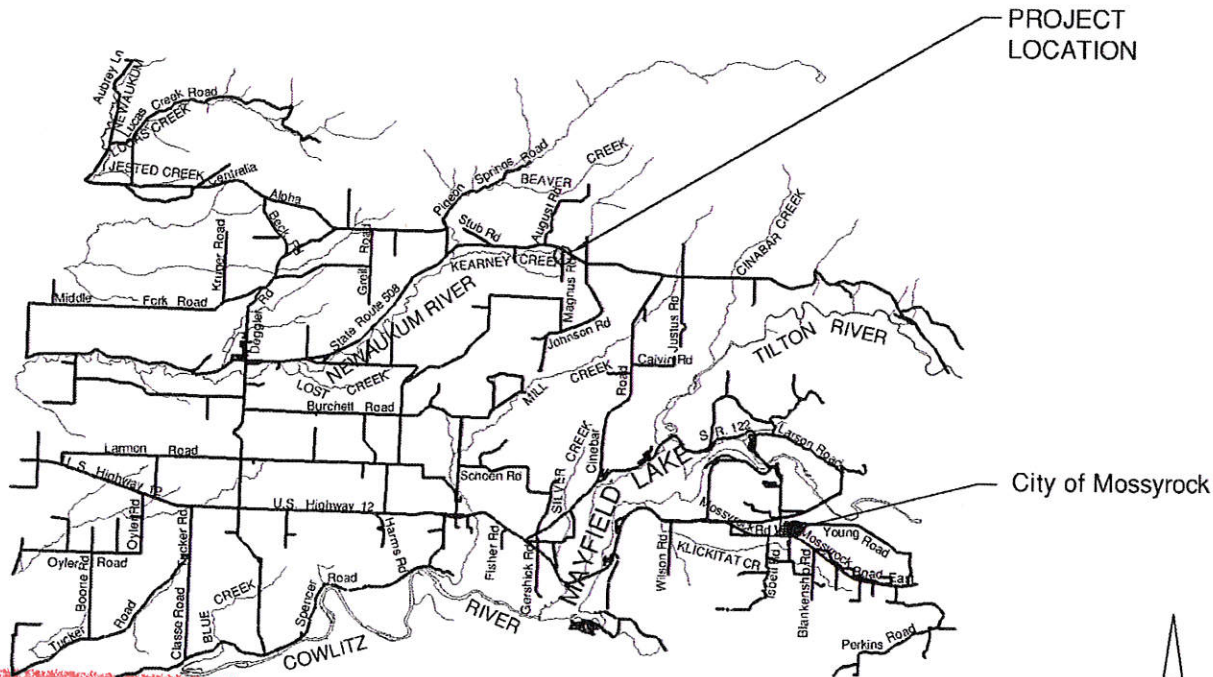 PROJECT
LOCATION
Aubrey Ln
NEWAUKUM
Lucas Creek Road
LUCAS CREEK
JESTED CREEK
Centralia
Alpha
Beck Rd
Pigeon Springs Road
BEAVER CREEK
August Rd
Stub Rd
KEARNEY CREEK
Magnus Rd
CINABAR CREEK
Kruger Road
Greil Road
Middle Fork Road
Deggler Rd
State Route 508
NEWAUKUM RIVER
Johnson Rd
Justus Rd
TILTON RIVER
LOST CREEK
Calvin Rd
MILL CREEK
Burchett Road
S.R. 122
Larson Road
Larmon Road
U.S. Highway 12
Schoen Rd
SILVER CREEK
Cinebar Road
MAYFIELD LAKE
City of Mossyrock
U.S. Highway 12
Oyler Rd
Tucker Rd
Harms Rd
Fisher Rd
Gershick Rd
Mossyrock Rd W
Young Road
Mossyrock Road East
KLICKITAT CR
Wilson Rd
Isbell Rd
Blankenship Rd
Oyler Road
Boone Rd
Tucker Road
Classe Road
BLUE CREEK
Spencer Road
COWLITZ RIVER
Perkins Road